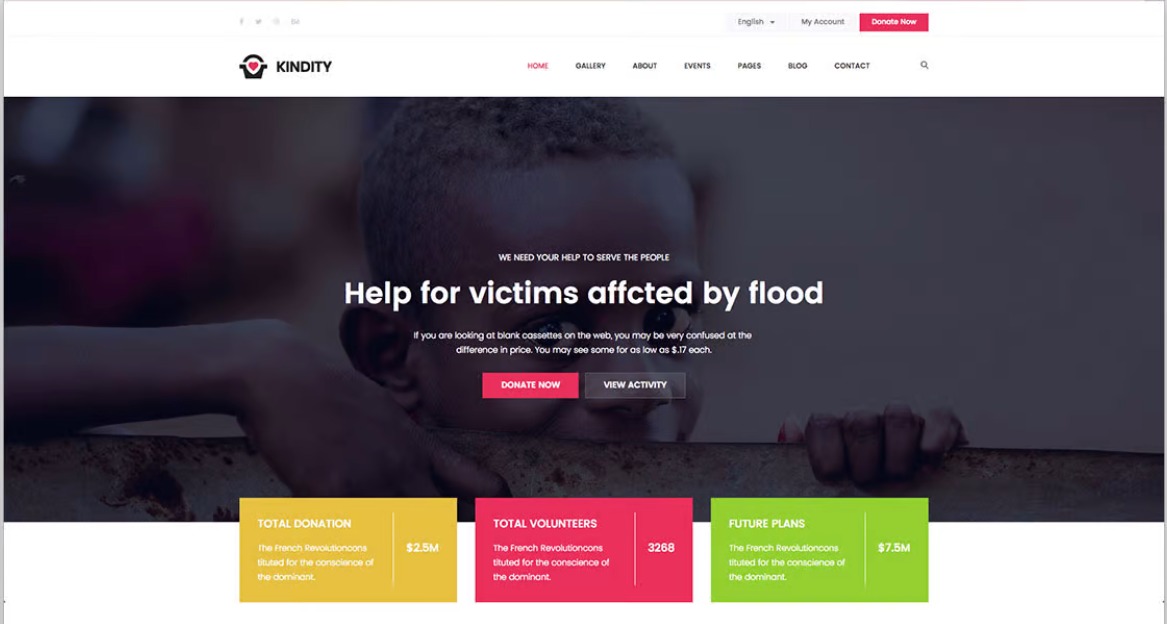 English
My Account
Donate Now
KINDITY
HOME
GALLERY
ABOUT
EVENTS
PAGES
BLOG
CONTACT
WE NEED YOUR HELP TO SERVE THE PEOPLE
Help for victims affcted by flood
If you are looking at blank cassettes on the web, you may be very confused at the
difference in price. You may see some for as low as $.17 each.
DONATE NOW
VIEW ACTIVITY
TOTAL DONATION
The French Revolutioncons
tituted for the conscience of
the dominant.
$2.5M
TOTAL VOLUNTEERS
The French Revolutioncons
tituted for the conscience of
the dominant.
3268
FUTURE PLANS
The French Revolutioncons
tituted for the conscience of
the dominant.
$7.5M